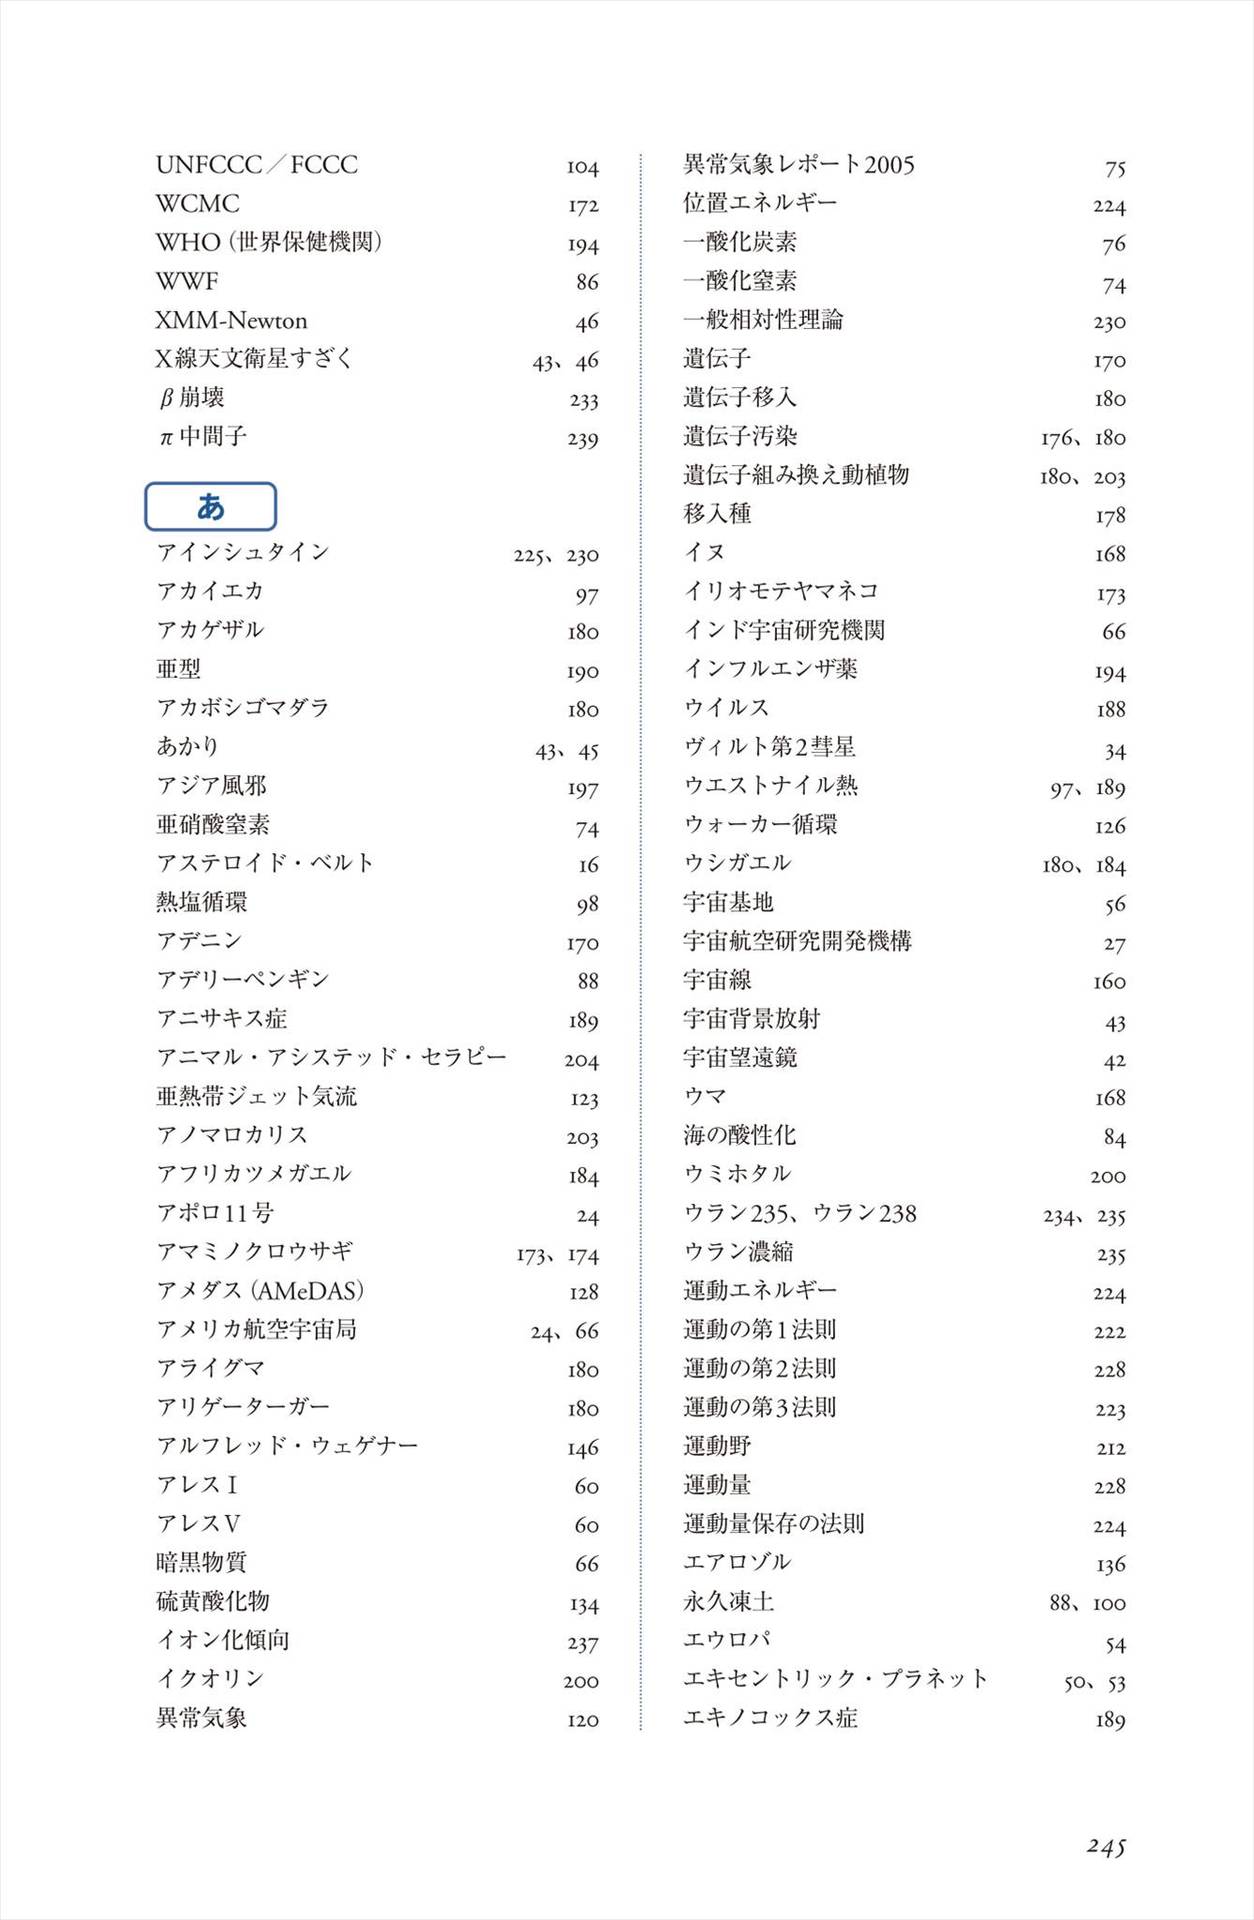 UNFCCC／FCCC 104
WCMC 172
WHO（世界保健機関） 194
WWF 86
XMM-Newton 46
X線天文衛星すざく 43、46
β崩壊 233
π中間子 239
あ
アインシュタイン 225、230
アカイエカ 97
アカゲザル 180
亜型 190
アカボシゴマダラ 180
あかり 43、45
アジア風邪 197
亜硝酸窒素 74
アステロイド・ベルト 16
熱塩循環 98
アデニン 170
アデリーペンギン 88
アニサキス症 189
アニマル・アシステッド・セラピー 204
亜熱帯ジェット気流 123
アノマロカリス 203
アフリカツメガエル 184
アポロ11号 24
アマミノクロウサギ 173、174
アメダス（AMeDAS） 128
アメリカ航空宇宙局 24、66
アライグマ 180
アリゲーターガー 180
アルフレッド・ウェゲナー 146
アレスⅠ 60
アレスⅤ 60
暗黒物質 66
硫黄酸化物 134
イオン化傾向 237
イクオリン 200
異常気象 120
異常気象レポート2005 75
位置エネルギー 224
一酸化炭素 76
一酸化窒素 74
一般相対性理論 230
遺伝子 170
遺伝子移入 180
遺伝子汚染 176、180
遺伝子組み換え動植物 180、203
移入種 178
イヌ 168
イリオモテヤマネコ 173
インド宇宙研究機関 66
インフルエンザ薬 194
ウイルス 188
ヴィルト第2彗星 34
ウエストナイル熱 97、189
ウォーカー循環 126
ウシガエル 180、184
宇宙基地 56
宇宙航空研究開発機構 27
宇宙線 160
宇宙背景放射 43
宇宙望遠鏡 42
ウマ 168
海の酸性化 84
ウミホタル 200
ウラン235、ウラン238 234、235
ウラン濃縮 235
運動エネルギー 224
運動の第1法則 222
運動の第2法則 228
運動の第3法則 223
運動野 212
運動量 228
運動量保存の法則 224
エアロゾル 136
永久凍土 88、100
エウロパ 54
エキセントリック・プラネット 50、53
エキノコックス症 189
245